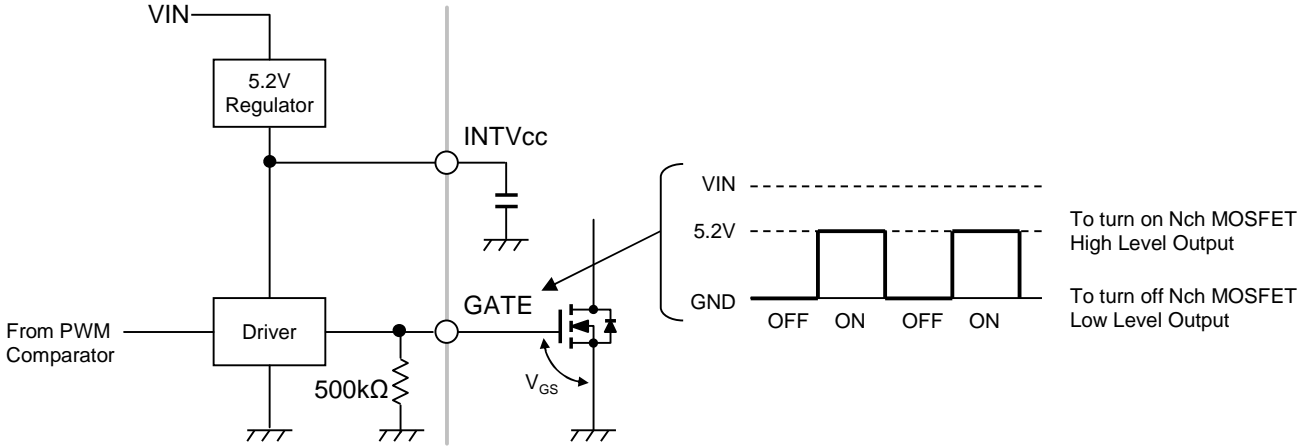 VIN
5.2V
Regulator
INTVcc
VIN
5.2V
To turn on Nch MOSFET
High Level Output
GATE
GND
To turn off Nch MOSFET
Low Level Output
OFF ON OFF ON
From PWM
Comparator
Driver
500kΩ
VGS